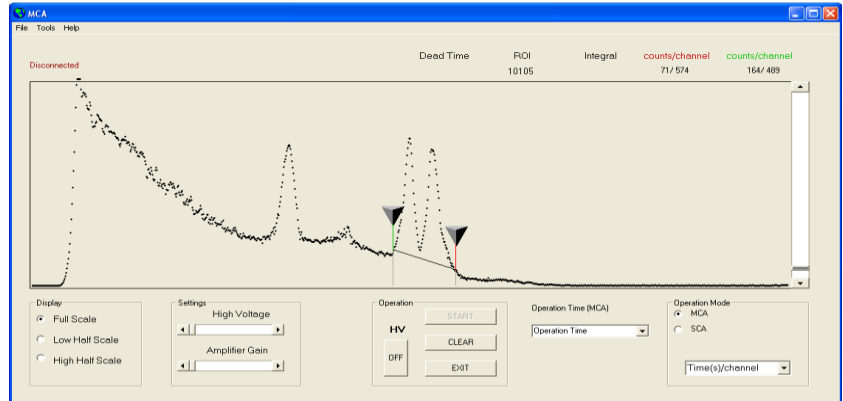 MCA
File Tools Help
Dead Time ROI Integral counts/channel counts/channel
Disconnected 10105 71/ 574 164/ 489
Display
Full Scale
Low Half Scale
High Half Scale
Settings
High Voltage
Amplifier Gain
Operation
HV
OFF
START
CLEAR
EXIT
Operation Time (MCA)
Operation Time
Operation Mode
MCA
SCA
Time(s)/channel